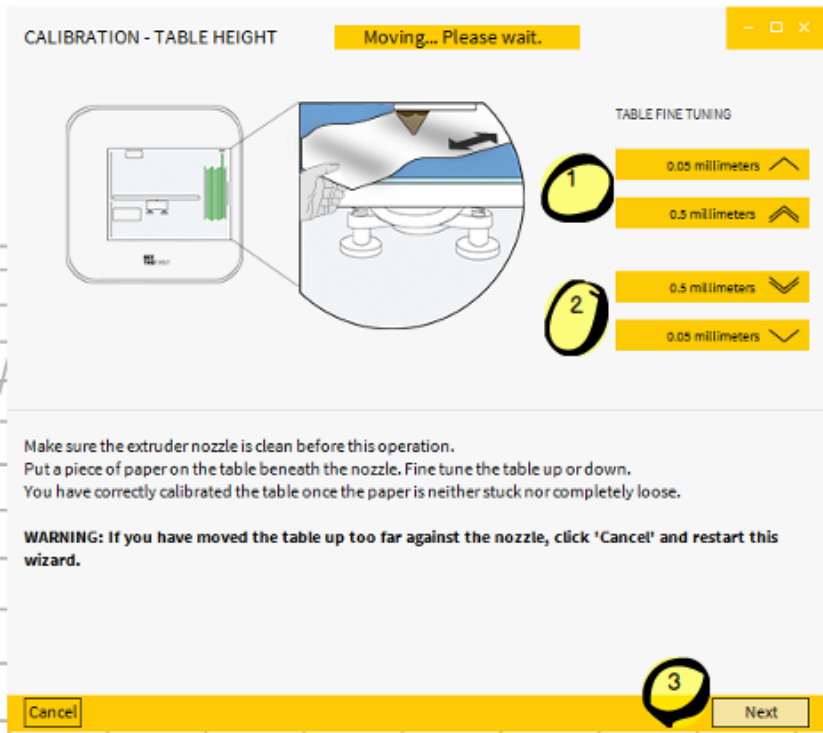 CALIBRATION - TABLE HEIGHT
Moving... Please wait.
TABLE FINE TUNING
1
0.05 millimeters
0.5 millimeters
2
0.5 millimeters
0.05 millimeters
Make sure the extruder nozzle is clean before this operation.
Put a piece of paper on the table beneath the nozzle. Fine tune the table up or down.
You have correctly calibrated the table once the paper is neither stuck nor completely loose.
WARNING: If you have moved the table up too far against the nozzle, click 'Cancel' and restart this
wizard.
3
Cancel
Next